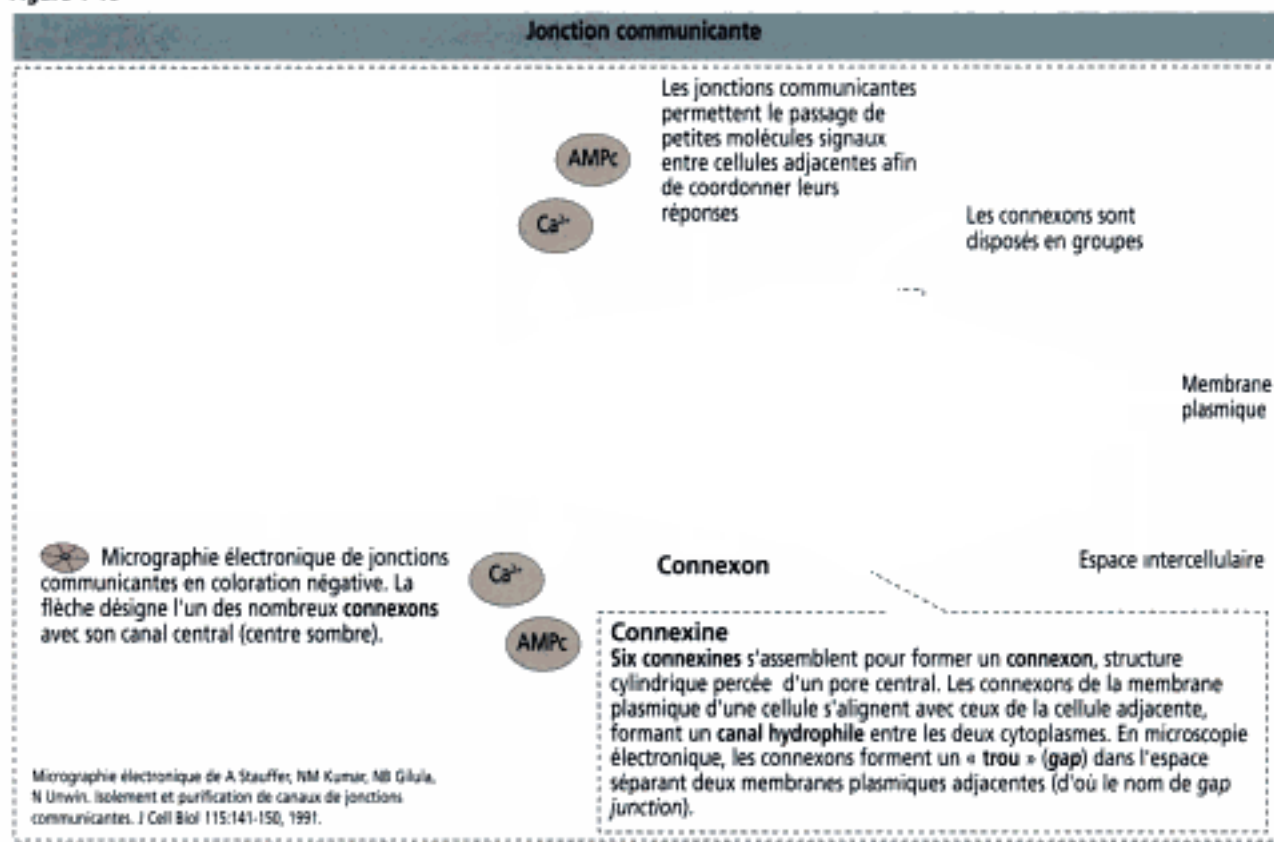 Jonction communicante
Les jonctions communicantes
permettent le passage de
petites molécules signaux
entre cellules adjacentes afin
de coordonner leurs
réponses
AMPc
Ca²⁺
Les connexons sont
disposés en groupes
Membrane
plasmique
Micrographie électronique de jonctions
communicantes en coloration négative. La
flèche désigne l'un des nombreux connexons
avec son canal central (centre sombre).
Ca²⁺
AMPc
Connexon
Espace intercellulaire
Connexine
Six connexines s'assemblent pour former un connexon, structure
cylindrique percée d'un pore central. Les connexons de la membrane
plasmique d'une cellule s'alignent avec ceux de la cellule adjacente,
formant un canal hydrophile entre les deux cytoplasmes. En microscopie
électronique, les connexons forment un « trou » (gap) dans l'espace
séparant deux membranes plasmiques adjacentes (d'où le nom de gap
junction).
Micrographie électronique de A Stauffer, NM Kumar, NB Gilula,
N Unwin. Isolement et purification de canaux de jonctions
communicantes. J Cell Biol 115:141-150, 1991.